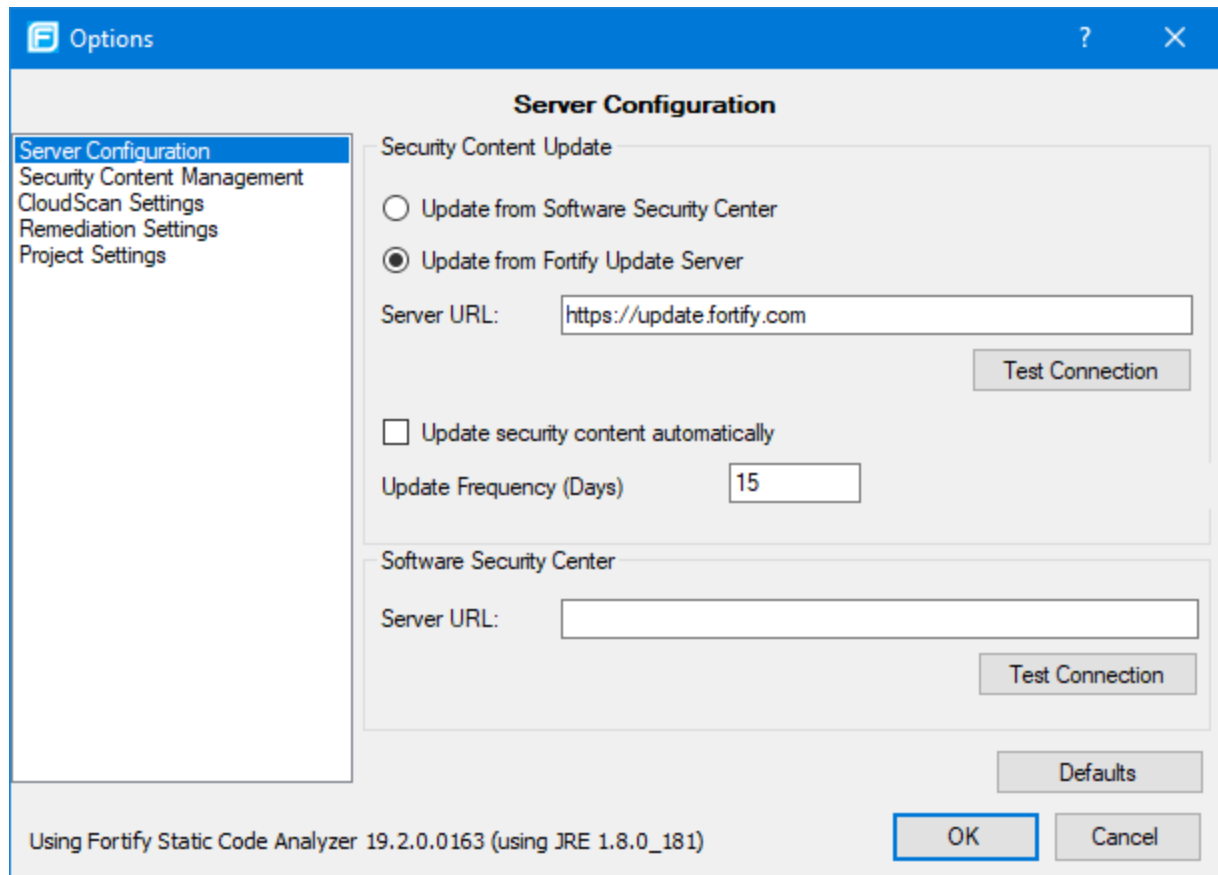 Options
Server Configuration
Server Configuration
Security Content Management
CloudScan Settings
Remediation Settings
Project Settings
Security Content Update
Update from Software Security Center
Update from Fortify Update Server
Server URL: https://update.fortify.com
Test Connection
Update security content automatically
Update Frequency (Days) 15
Software Security Center
Server URL:
Test Connection
Defaults
Using Fortify Static Code Analyzer 19.2.0.0163 (using JRE 1.8.0_181)
OK Cancel